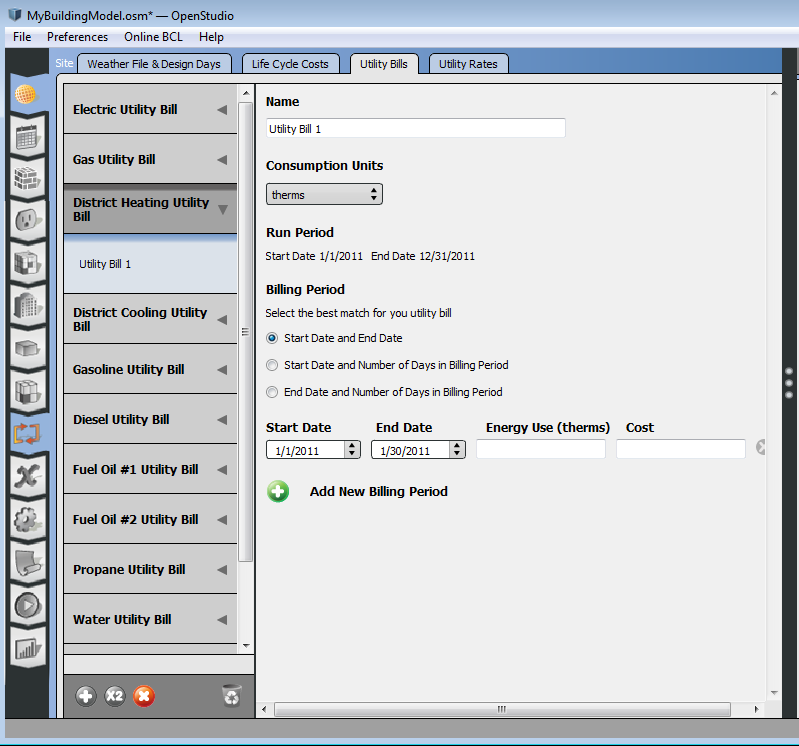 MyBuildingModel.osm* — OpenStudio
File Preferences Online BCL Help
Site Weather File & Design Days Life Cycle Costs Utility Bills Utility Rates
Electric Utility Bill
Gas Utility Bill
District Heating Utility
Bill
Utility Bill 1
District Cooling Utility
Bill
Gasoline Utility Bill
Diesel Utility Bill
Fuel Oil #1 Utility Bill
Fuel Oil #2 Utility Bill
Propane Utility Bill
Water Utility Bill
X2
Name
Utility Bill 1
Consumption Units
therms
Run Period
Start Date 1/1/2011 End Date 12/31/2011
Billing Period
Select the best match for you utility bill
Start Date and End Date
Start Date and Number of Days in Billing Period
End Date and Number of Days in Billing Period
Start Date End Date Energy Use (therms) Cost
1/1/2011 1/30/2011
Add New Billing Period